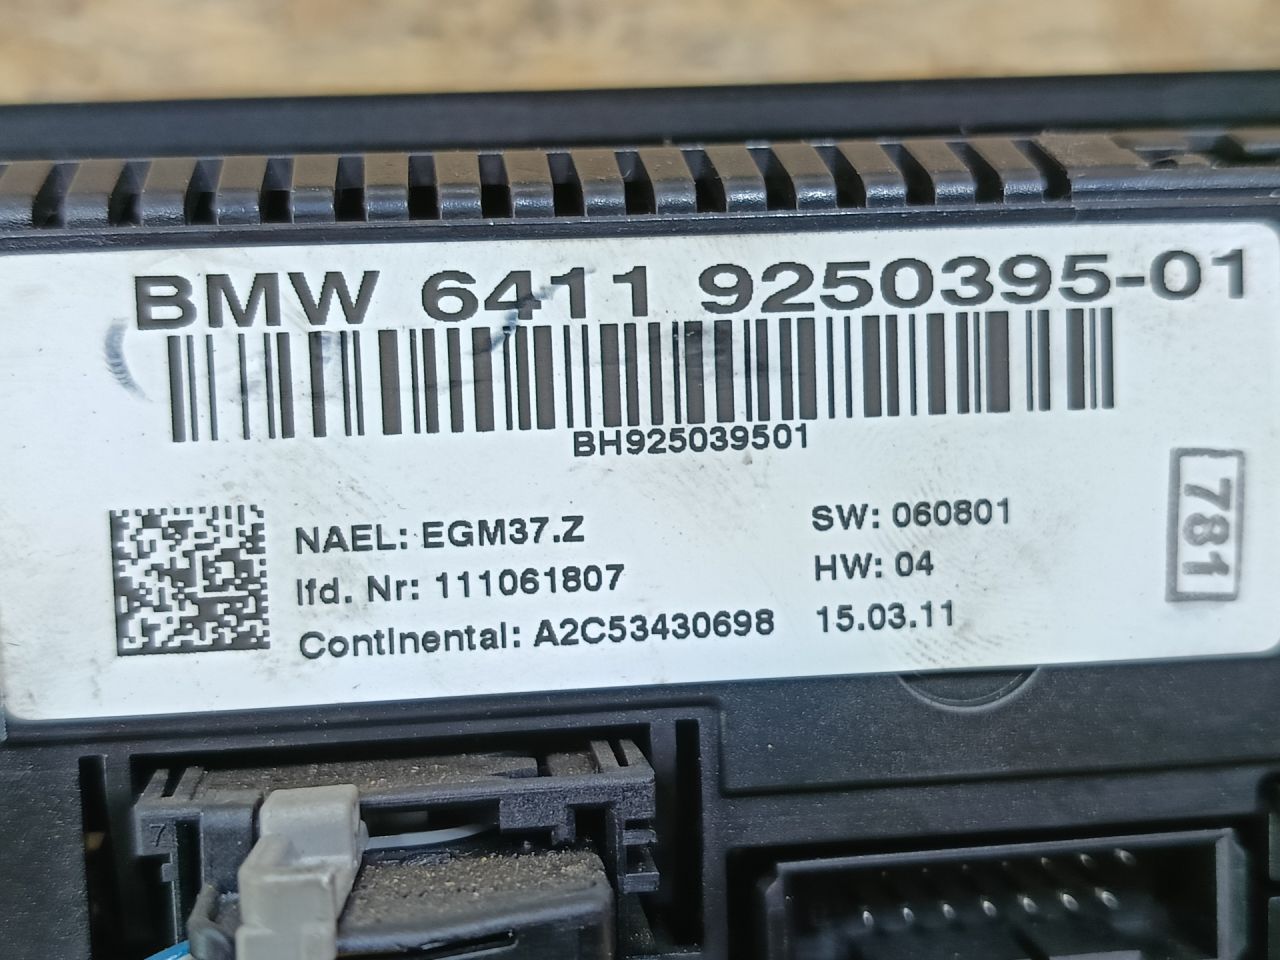 BMW 6411 9250395-01
BH925039501
NAEL: EGM37.Z
lfd. Nr: 111061807
Continental: A2C53430698
SW: 060801
HW: 04
15.03.11
781
7